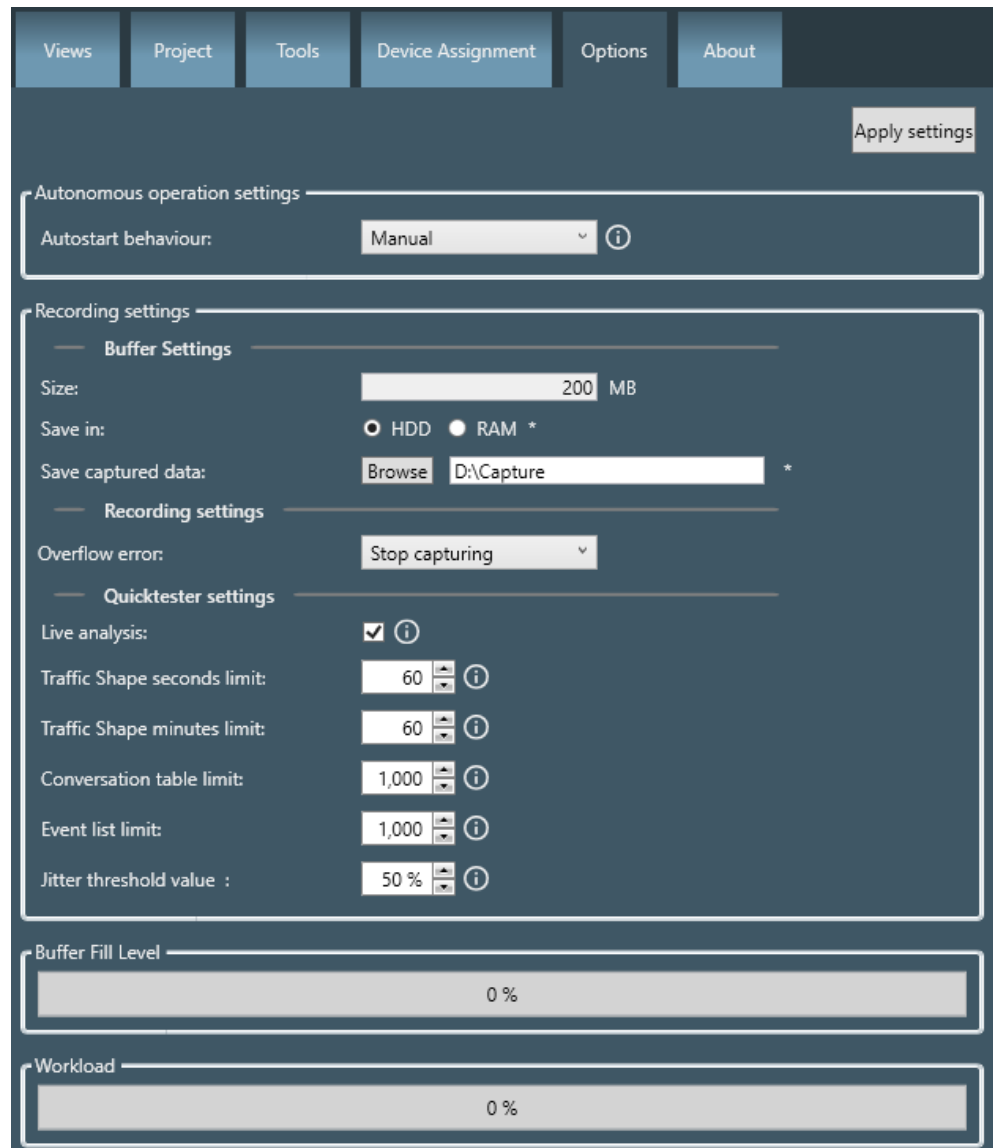 Views Project Tools Device Assignment Options About
Apply settings
Autonomous operation settings
Autostart behaviour: Manual
Recording settings
Buffer Settings
Size: 200 MB
Save in: HDD RAM *
Save captured data: Browse D:\Capture *
Recording settings
Overflow error: Stop capturing
Quicktester settings
Live analysis:
Traffic Shape seconds limit: 60
Traffic Shape minutes limit: 60
Conversation table limit: 1,000
Event list limit: 1,000
Jitter threshold value : 50 %
Buffer Fill Level
0 %
Workload
0 %